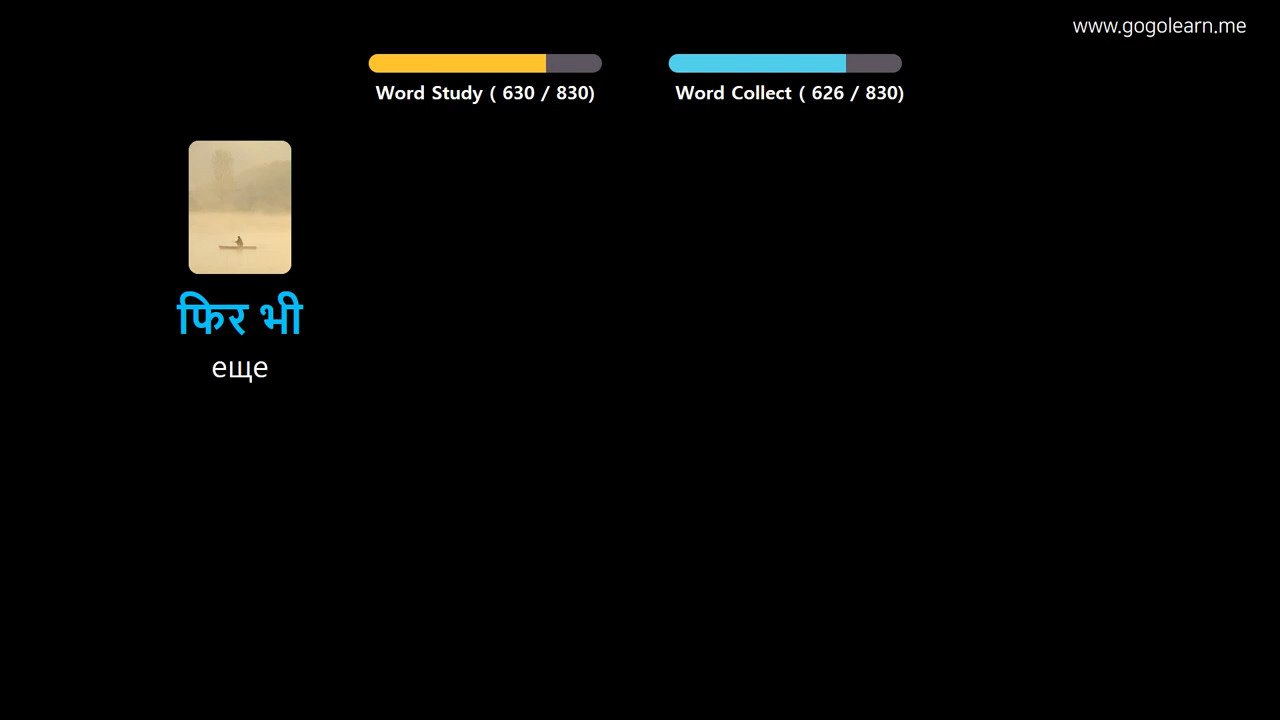 www.gogolearn.me
Word Study ( 630 / 830)
Word Collect ( 626 / 830)
फिर भी
еще